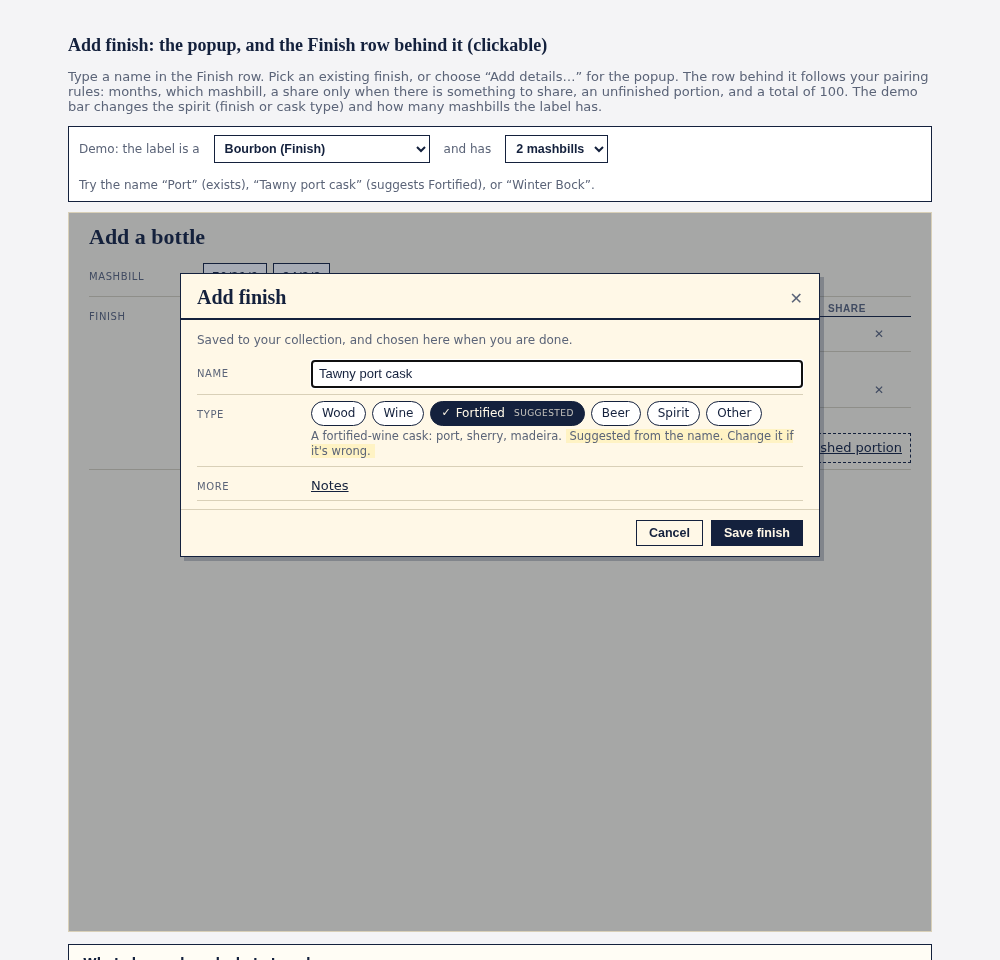 Add finish: the popup, and the Finish row behind it (clickable)
Type a name in the Finish row. Pick an existing finish, or choose “Add details…” for the popup. The row behind it follows your pairing
rules: months, which mashbill, a share only when there is something to share, an unfinished portion, and a total of 100. The demo
bar changes the spirit (finish or cask type) and how many mashbills the label has.
Demo: the label is a Bourbon (Finish) and has 2 mashbills
Try the name “Port” (exists), “Tawny port cask” (suggests Fortified), or “Winter Bock”.
Add a bottle
MASHBILL
Add finish ✕
FINISH
SHARE
✕
Saved to your collection, and chosen here when you are done.
NAME Tawny port cask
✕
TYPE Wood Wine ✓ Fortified SUGGESTED Beer Spirit Other
A fortified-wine cask: port, sherry, madeira. Suggested from the name. Change it if
it's wrong.
shed portion
MORE Notes
Cancel Save finish